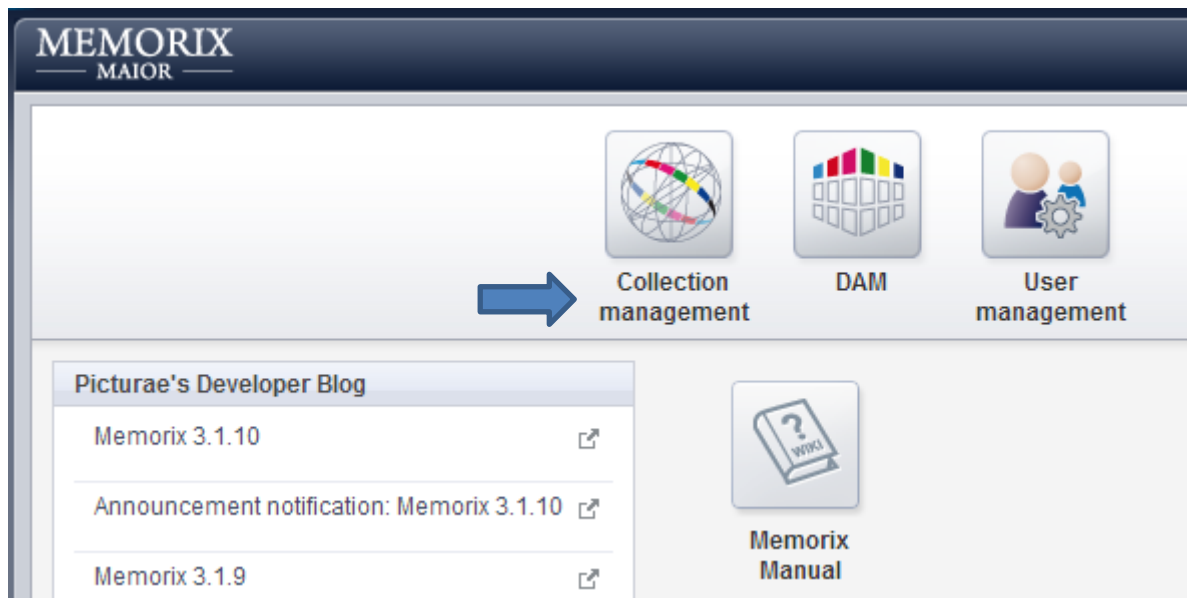 MEMORIX
MAIOR
Collection
management
DAM
User
management
Picturae's Developer Blog
Memorix 3.1.10
Announcement notification: Memorix 3.1.10
Memorix 3.1.9
?
WIKI
Memorix
Manual